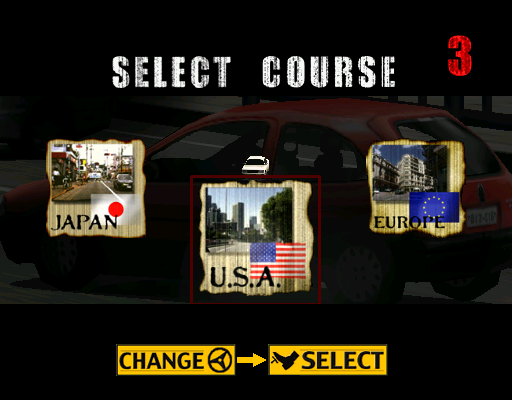 SELECT COURSE
3
JAPAN
EUROPE
U.S.A.
CHANGE
SELECT